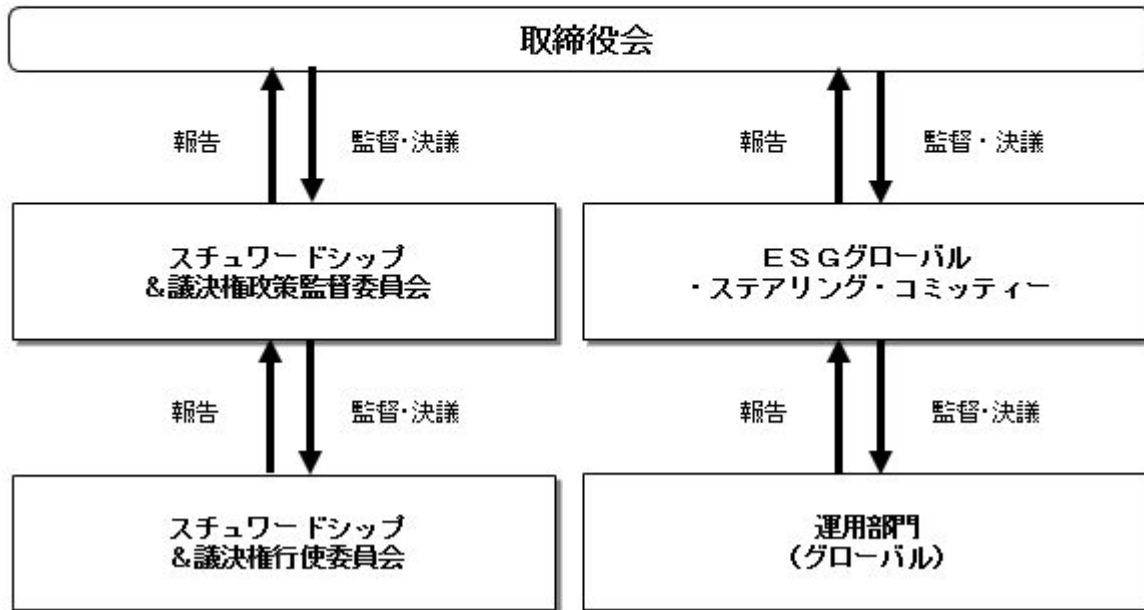 取締役会
報告
監督・決議
報告
監督・決議
スチュワードシップ
&議決権政策監督委員会
ESGグローバル
・ステアリング・コミッティー
報告
監督・決議
報告
監督・決議
スチュワードシップ
&議決権行使委員会
運用部門
(グローバル)